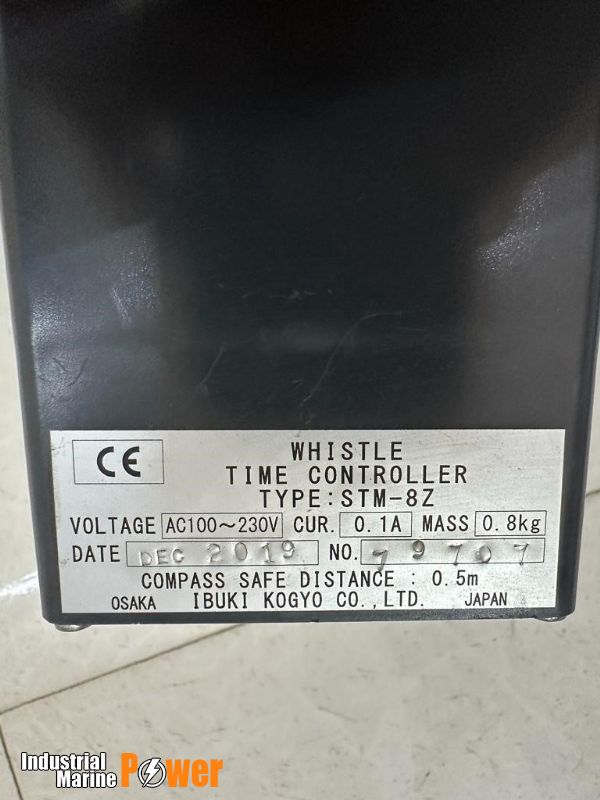 CE
WHISTLE
TIME CONTROLLER
TYPE:STM-8Z
VOLTAGE AC100～230V CUR. 0.1A MASS 0.8kg
DATE DEC 2019 NO. 79707
COMPASS SAFE DISTANCE : 0.5m
OSAKA IBUKI KOGYO CO.,LTD. JAPAN
Industrial
Marine Power